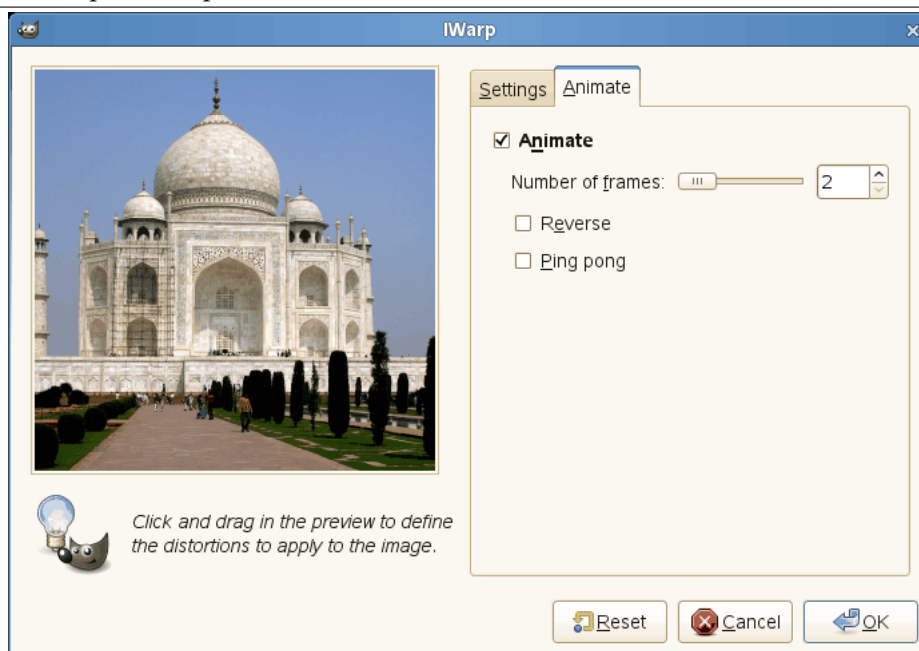 IWarp
Settings Animate
Animate
Number of frames: 2
Reverse
Ping pong
Click and drag in the preview to define
the distortions to apply to the image.
Reset Cancel OK